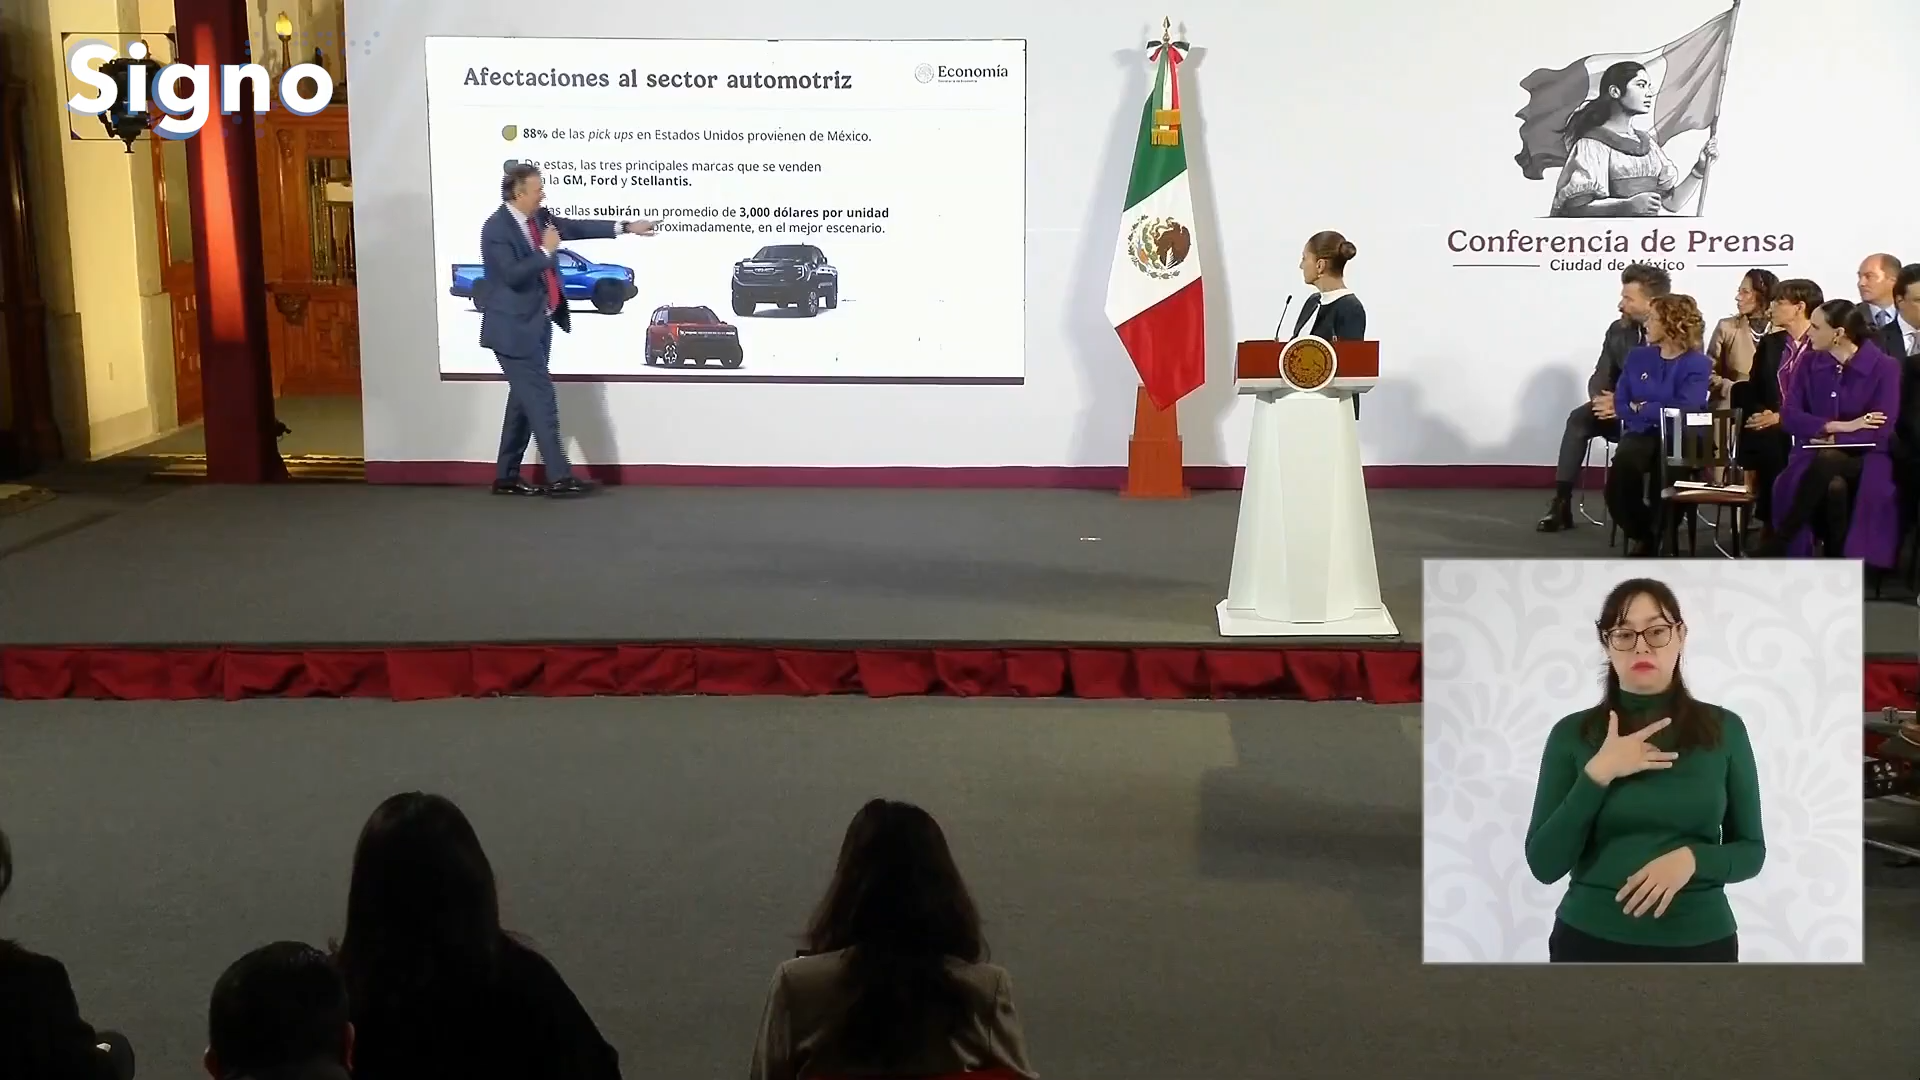 Signo
Afectaciones al sector automotriz
Economía
88% de las pick ups en Estados Unidos provienen de México.
De estas, las tres principales marcas que se venden
a la GM, Ford y Stellantis.
as ellas subirán un promedio de 3,000 dólares por unidad
proximadamente, en el mejor escenario.
Conferencia de Prensa
Ciudad de México